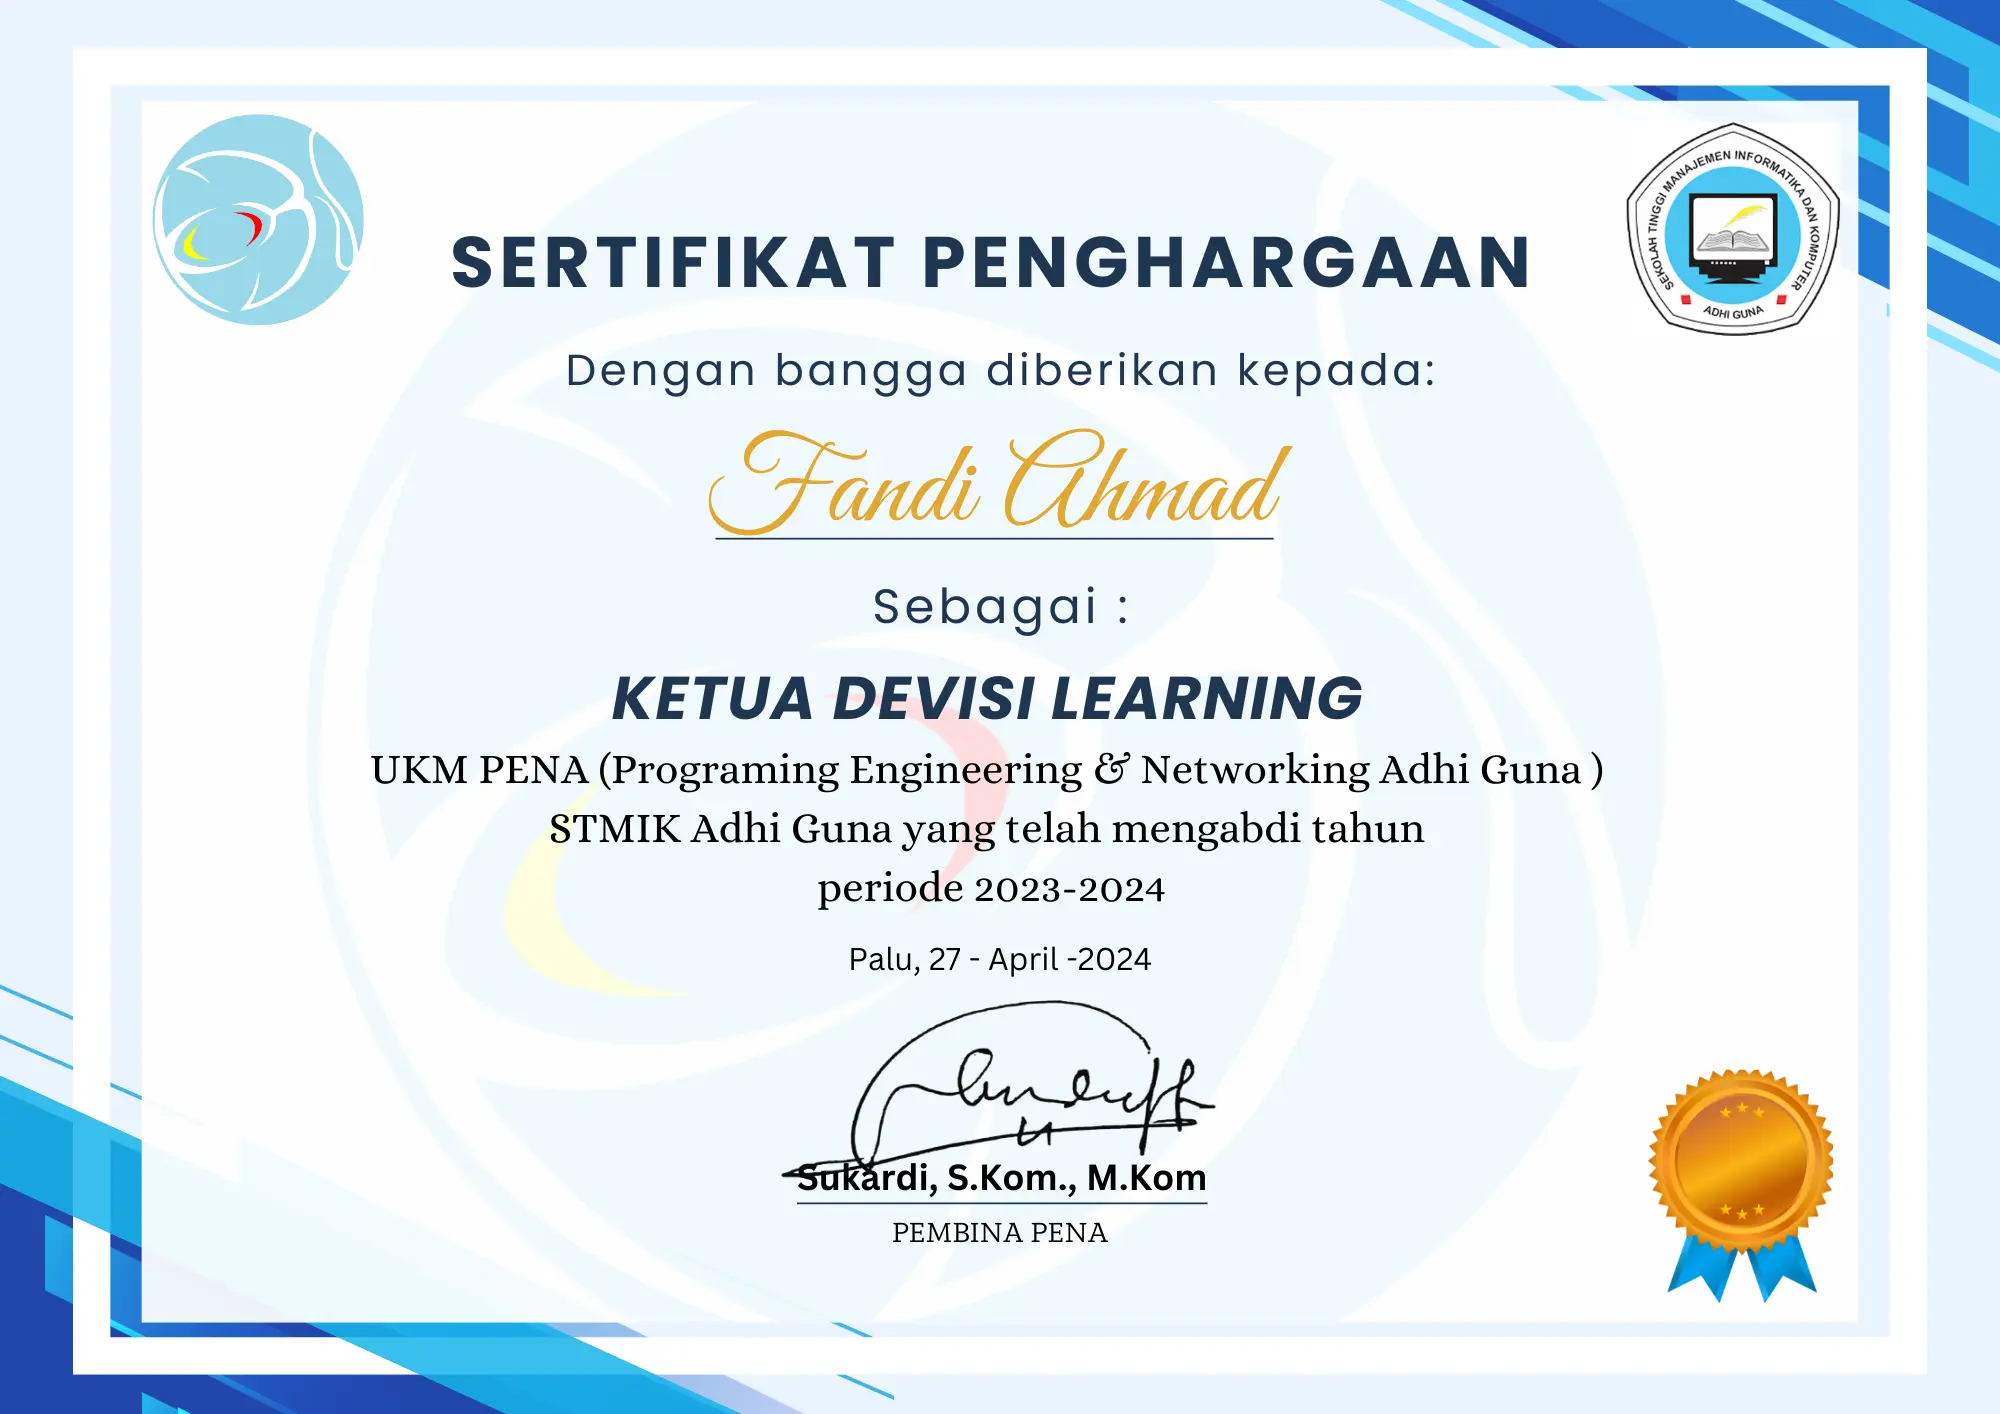 SEKOLAH TINGGI MANAJEMEN INFORMATIKA DAN KOMPUTER
ADHI GUNA
SERTIFIKAT PENGHARGAAN
Dengan bangga diberikan kepada:
Fandi Ahmad
Sebagai :
KETUA DEVISI LEARNING
UKM PENA (Programing Engineering & Networking Adhi Guna )
STMIK Adhi Guna yang telah mengabdi tahun
periode 2023-2024
Palu, 27 - April -2024
Sukardi, S.Kom., M.Kom
PEMBINA PENA